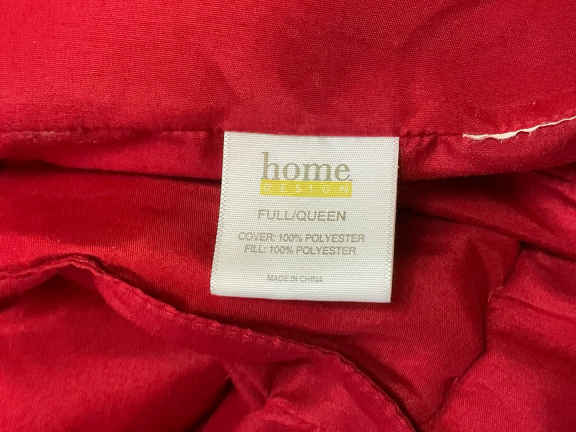 home
DESIGN
FULL/QUEEN
COVER: 100% POLYESTER
FILL: 100% POLYESTER
MADE IN CHINA